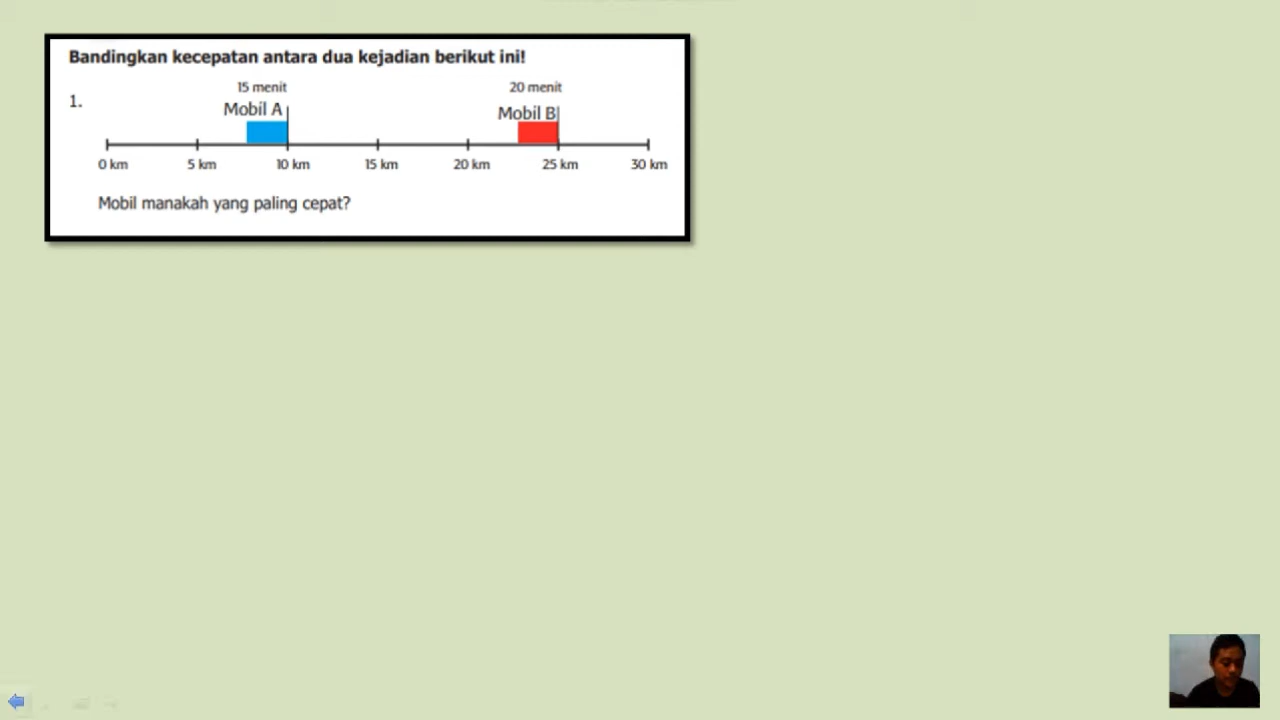 Bandingkan kecepatan antara dua kejadian berikut ini!
15 menit 20 menit
1.
Mobil A Mobil B
0 km 5 km 10 km 15 km 20 km 25 km 30 km
Mobil manakah yang paling cepat?